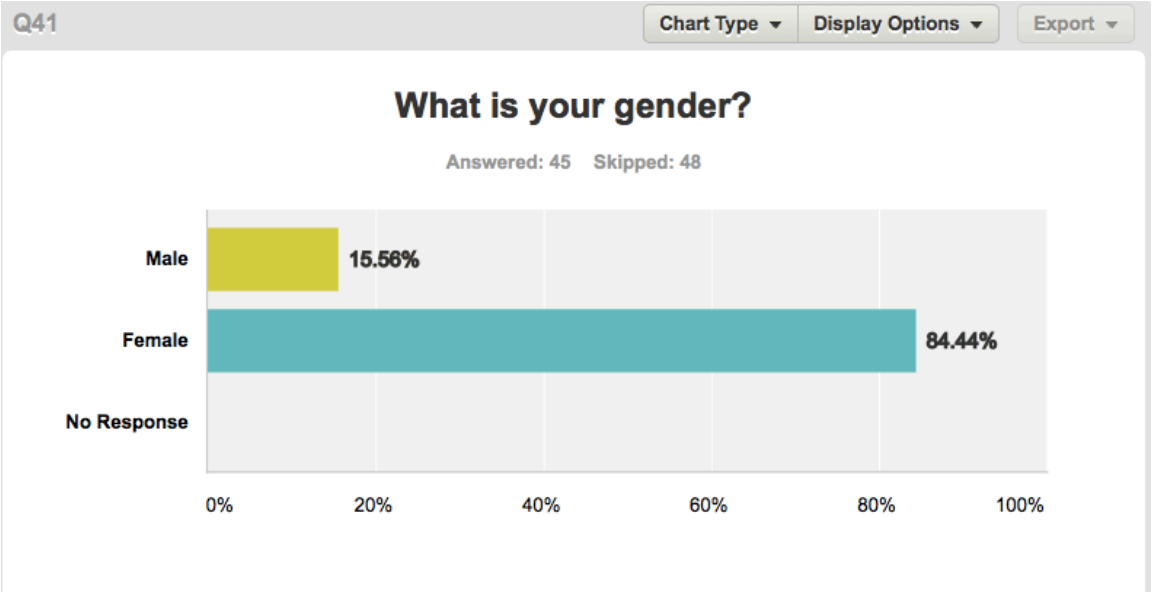 Q41
Chart Type Display Options Export
What is your gender?
Answered: 45 Skipped: 48
Male 15.56%
Female 84.44%
No Response
0% 20% 40% 60% 80% 100%